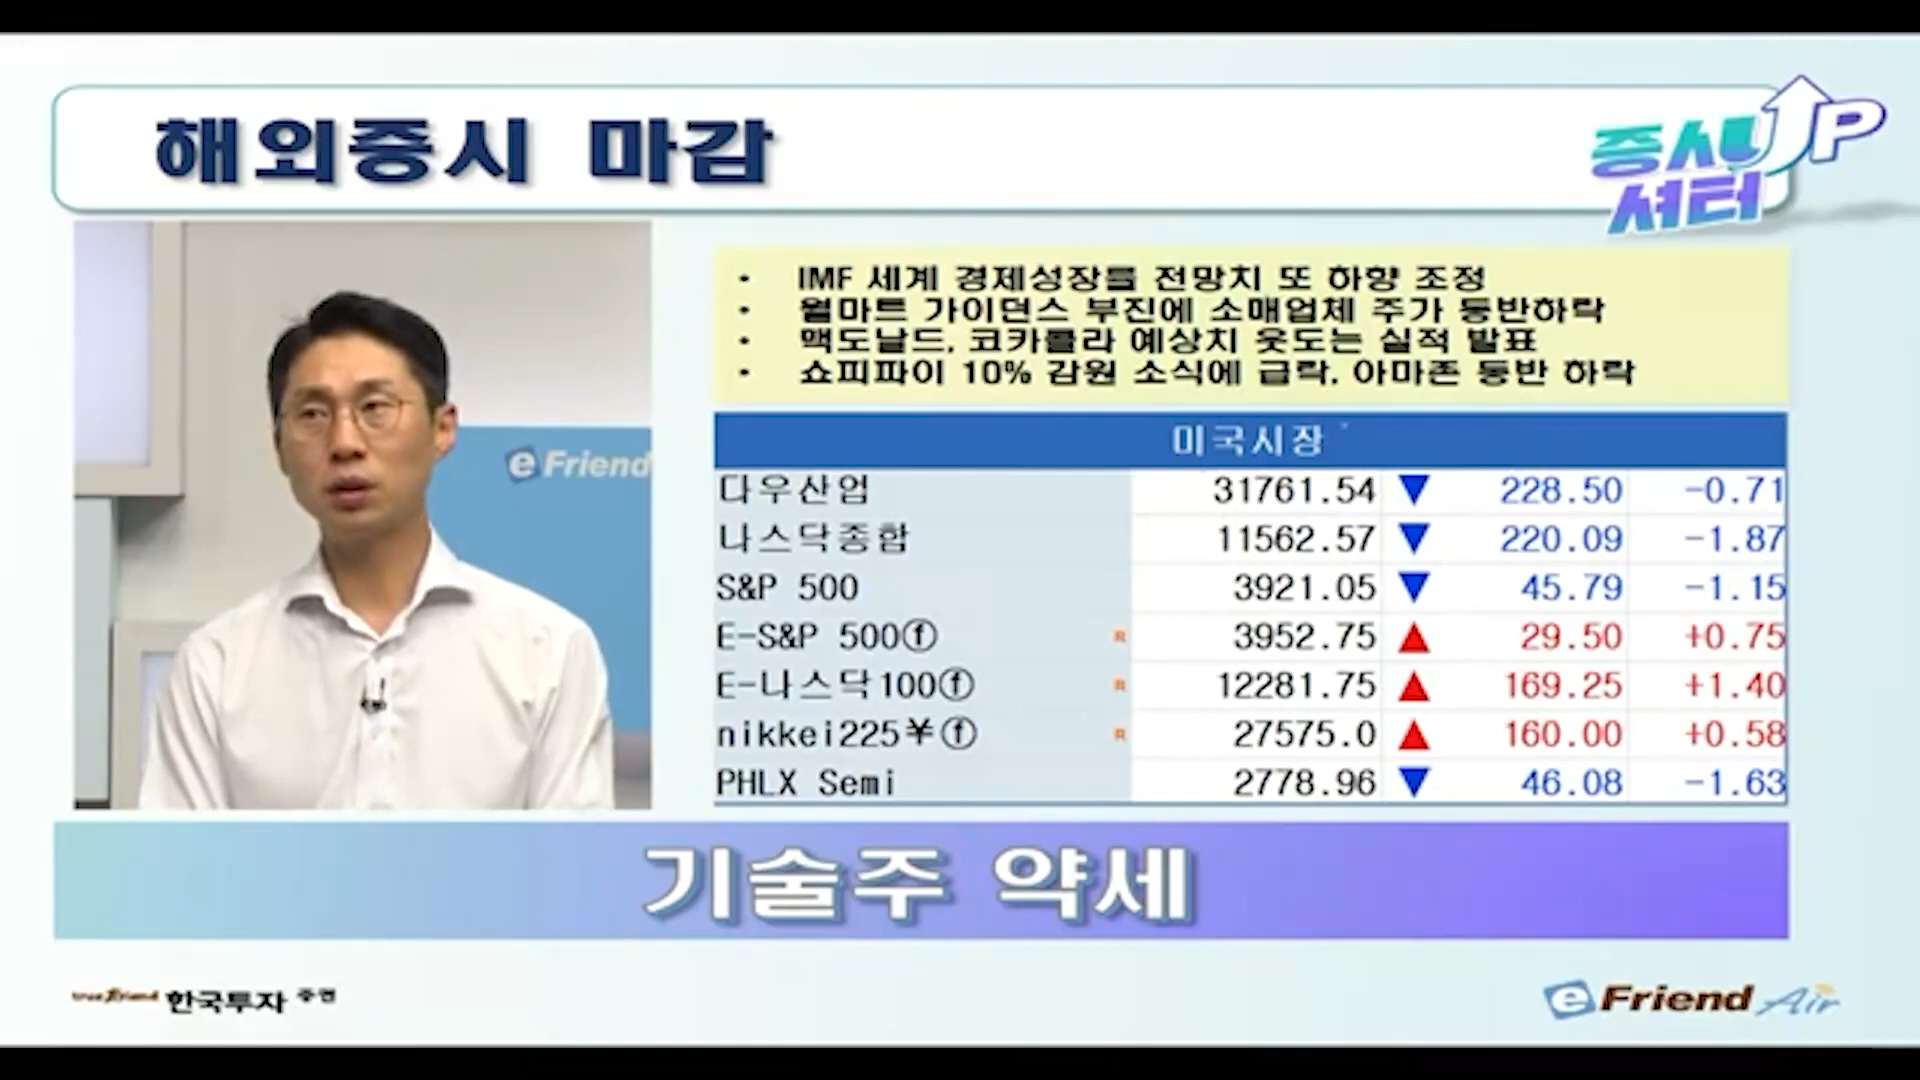 해외증시 마감
증시UP
셔터
e Friend
• IMF 세계 경제성장률 전망치 또 하향 조정
• 월마트 가이던스 부진에 소매업체 주가 동반하락
• 맥도날드, 코카콜라 예상치 웃도는 실적 발표
• 쇼피파이 10% 감원 소식에 급락, 아마존 동반 하락
미국시장
다우산업 31761.54 ▼ 228.50 -0.71
나스닥종합 11562.57 ▼ 220.09 -1.87
S&P 500 3921.05 ▼ 45.79 -1.15
E-S&P 500ⓕ R 3952.75 ▲ 29.50 +0.75
E-나스닥100ⓕ R 12281.75 ▲ 169.25 +1.40
nikkei225¥ⓕ R 27575.0 ▲ 160.00 +0.58
PHLX Semi 2778.96 ▼ 46.08 -1.63
기술주 약세
true Friend 한국투자 증권
e Friend Air